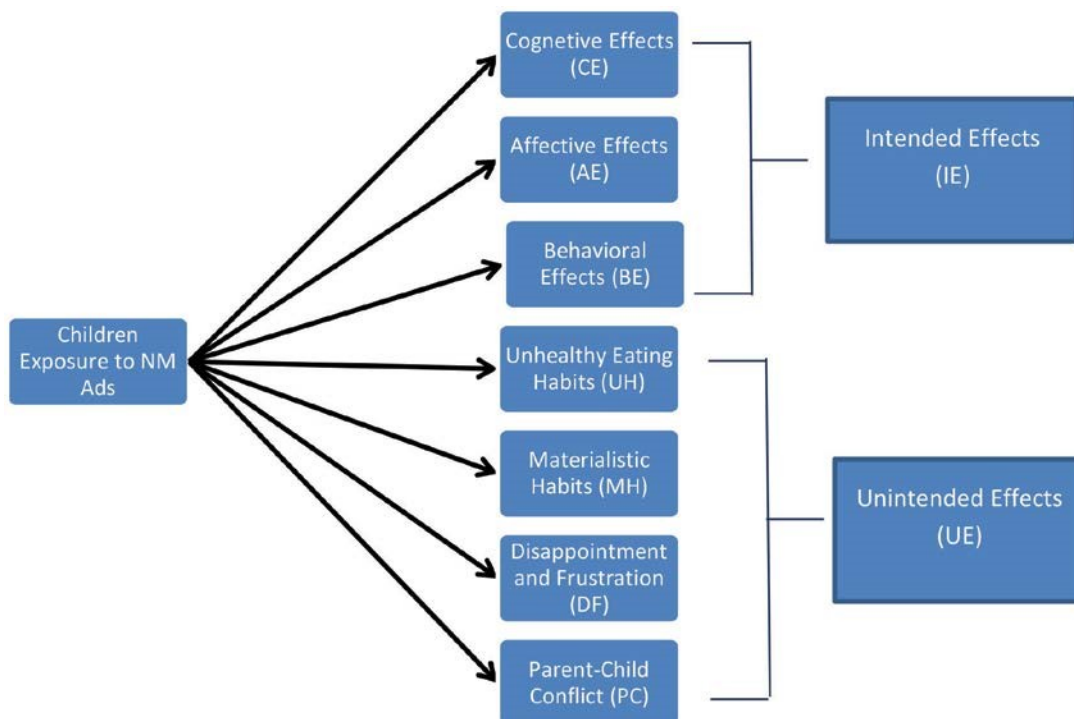 Cognetive Effects
(CE)
Affective Effects
(AE)
Behavioral
Effects (BE)
Intended Effects
(IE)
Children
Exposure to NM
Ads
Unhealthy Eating
Habits (UH)
Materialistic
Habits (MH)
Disappointment
and Frustration
(DF)
Parent-Child
Conflict (PC)
Unintended Effects
(UE)